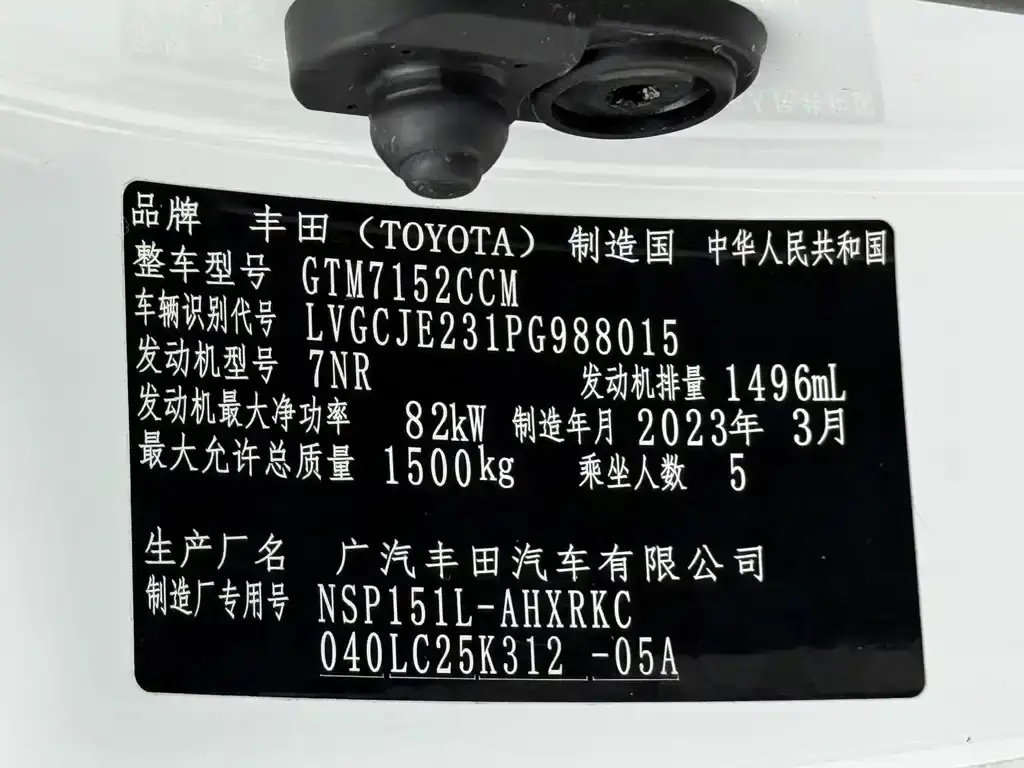 品牌 丰田（TOYOTA） 制造国 中华人民共和国
整车型号 GTM7152CCM
车辆识别代号 LVGCJE231PG988015
发动机型号 7NR 发动机排量 1496mL
发动机最大净功率 82kW 制造年月 2023年 3月
最大允许总质量 1500kg 乘坐人数 5
生产厂名 广汽丰田汽车有限公司
制造厂专用号 NSP151L-AHXRKC
040LC25K312 -05A